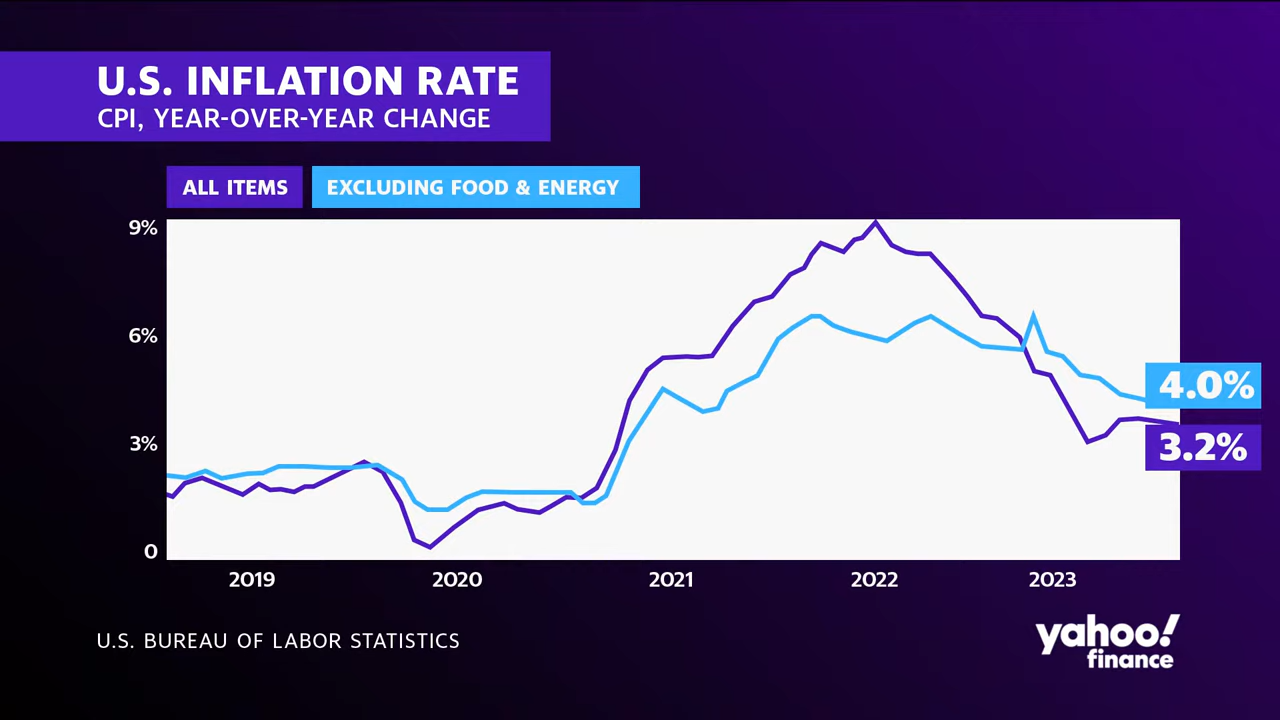 U.S. INFLATION RATE
CPI, YEAR-OVER-YEAR CHANGE
ALL ITEMS
EXCLUDING FOOD & ENERGY
9%
6%
3%
0
4.0%
3.2%
2019
2020
2021
2022
2023
U.S. BUREAU OF LABOR STATISTICS
yahoo!
finance